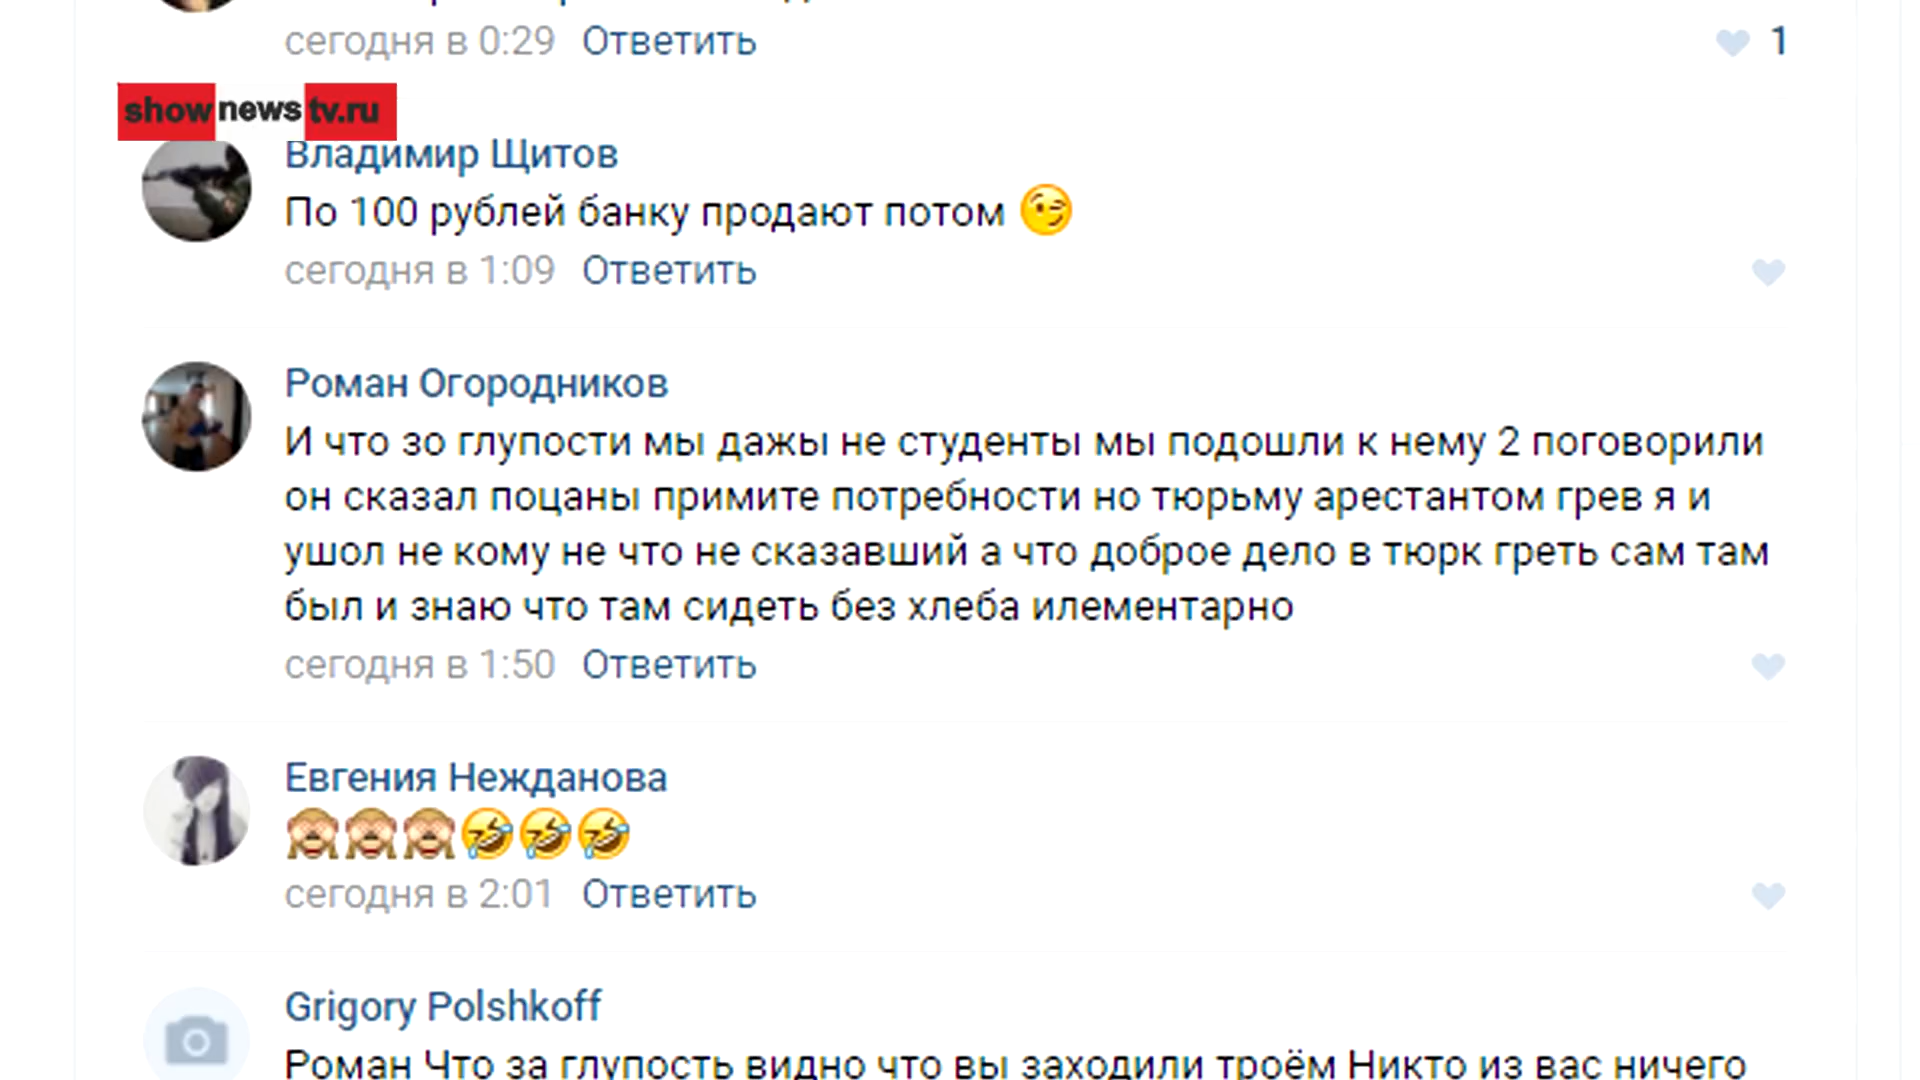 сегодня в 0:29 Ответить 1
shownewstv.ru
Владимир Щитов
По 100 рублей банку продают потом 😉
сегодня в 1:09 Ответить
Роман Огородников
И что зо глупости мы дажы не студенты мы подошли к нему 2 поговорили
он сказал поцаны примите потребности но тюрьму арестантом грев я и
ушол не кому не что не сказавший а что доброе дело в тюрк греть сам там
был и знаю что там сидеть без хлеба илементарно
сегодня в 1:50 Ответить
Евгения Нежданова
🙈🙈🙈🤣🤣🤣
сегодня в 2:01 Ответить
Grigory Polshkoff
Роман Что за глупость видно что вы заходили троём Никто из вас ничего